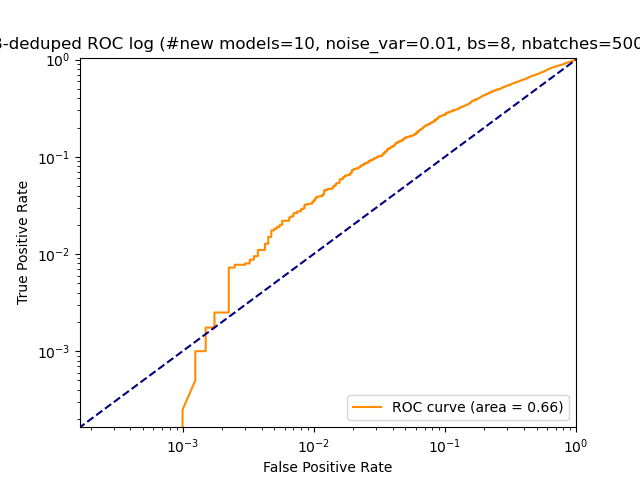 -deduped ROC log (#new models=10, noise_var=0.01, bs=8, nbatches=500
True Positive Rate
10⁰
10⁻¹
10⁻²
10⁻³
ROC curve (area = 0.66)
10⁻³ 10⁻² 10⁻¹ 10⁰
False Positive Rate